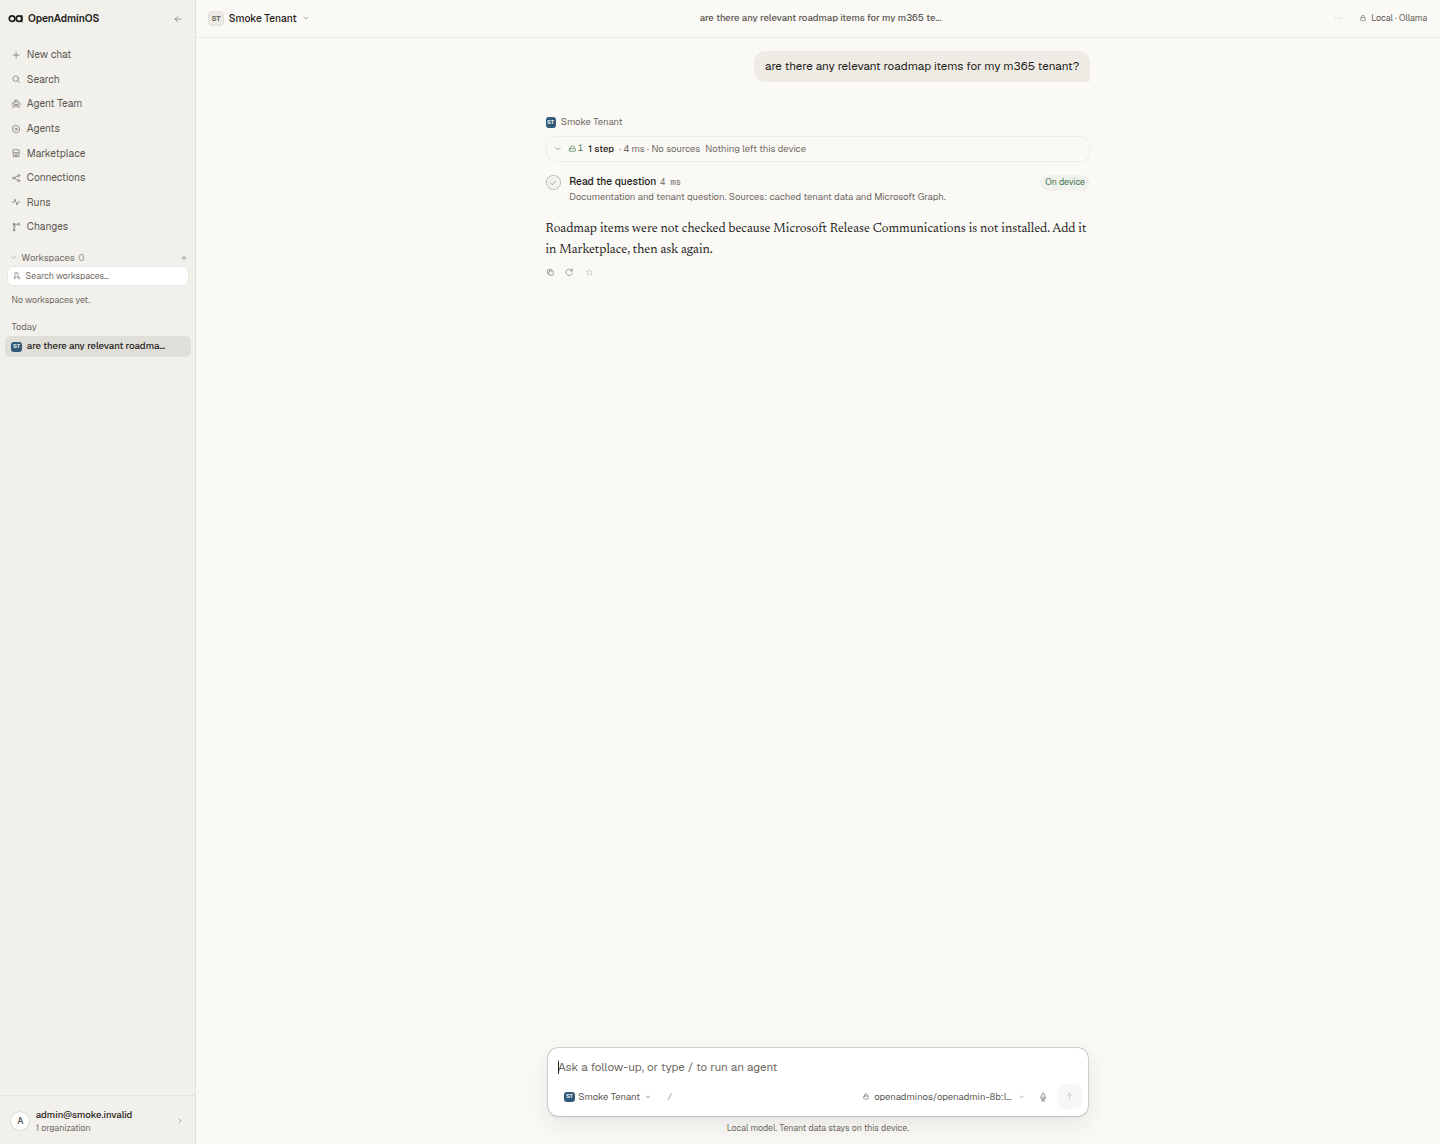 OpenAdminOS
New chat
Search
Agent Team
Agents
Marketplace
Connections
Runs
Changes
Workspaces 0
Search workspaces...
No workspaces yet.
Today
ST are there any relevant roadma...
A
admin@smoke.invalid
1 organization
ST Smoke Tenant
are there any relevant roadmap items for my m365 te...
Local · Ollama
are there any relevant roadmap items for my m365 tenant?
ST Smoke Tenant
1 1 step · 4 ms · No sources Nothing left this device
Read the question 4 ms On device
Documentation and tenant question. Sources: cached tenant data and Microsoft Graph.
Roadmap items were not checked because Microsoft Release Communications is not installed. Add it
in Marketplace, then ask again.
Ask a follow-up, or type / to run an agent
ST Smoke Tenant / openadminos/openadmin-8b:l...
Local model. Tenant data stays on this device.